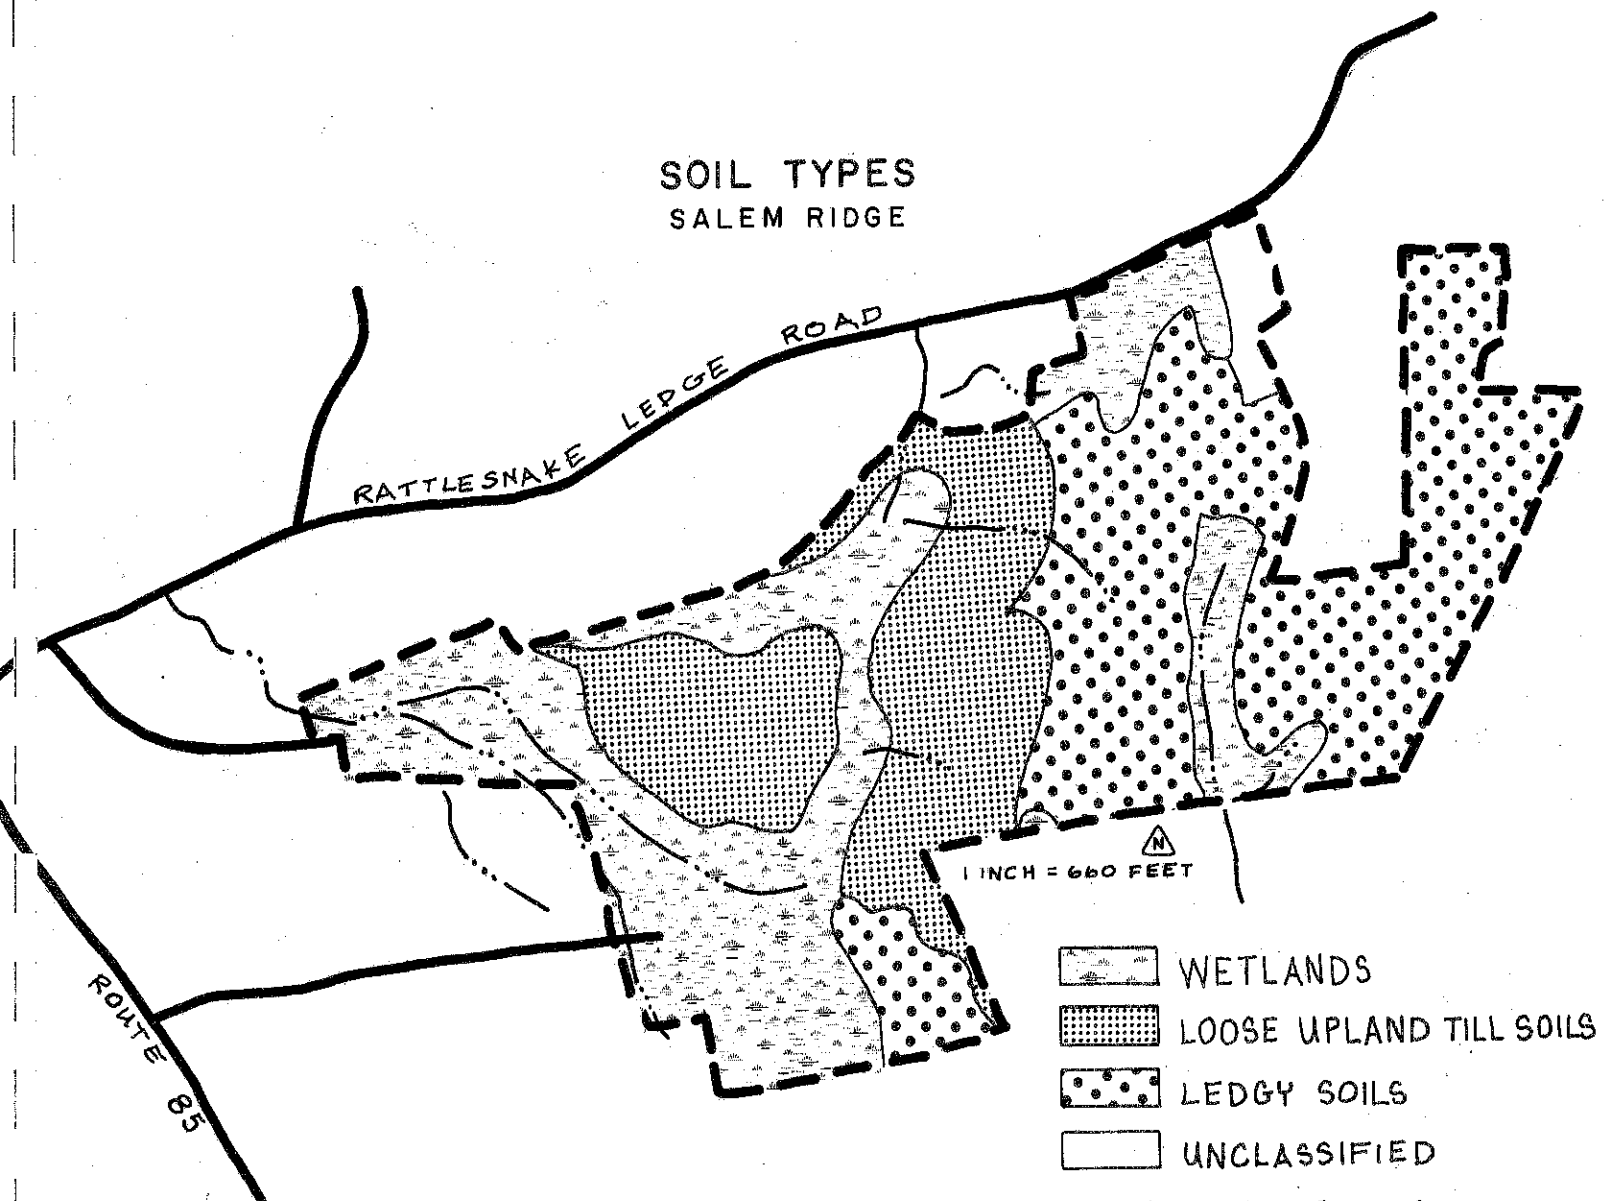 SOIL TYPES
SALEM RIDGE
RATTLESNAKE LEDGE ROAD
N
1 INCH = 660 FEET
WETLANDS
LOOSE UPLAND TILL SOILS
LEDGY SOILS
UNCLASSIFIED
ROUTE 85